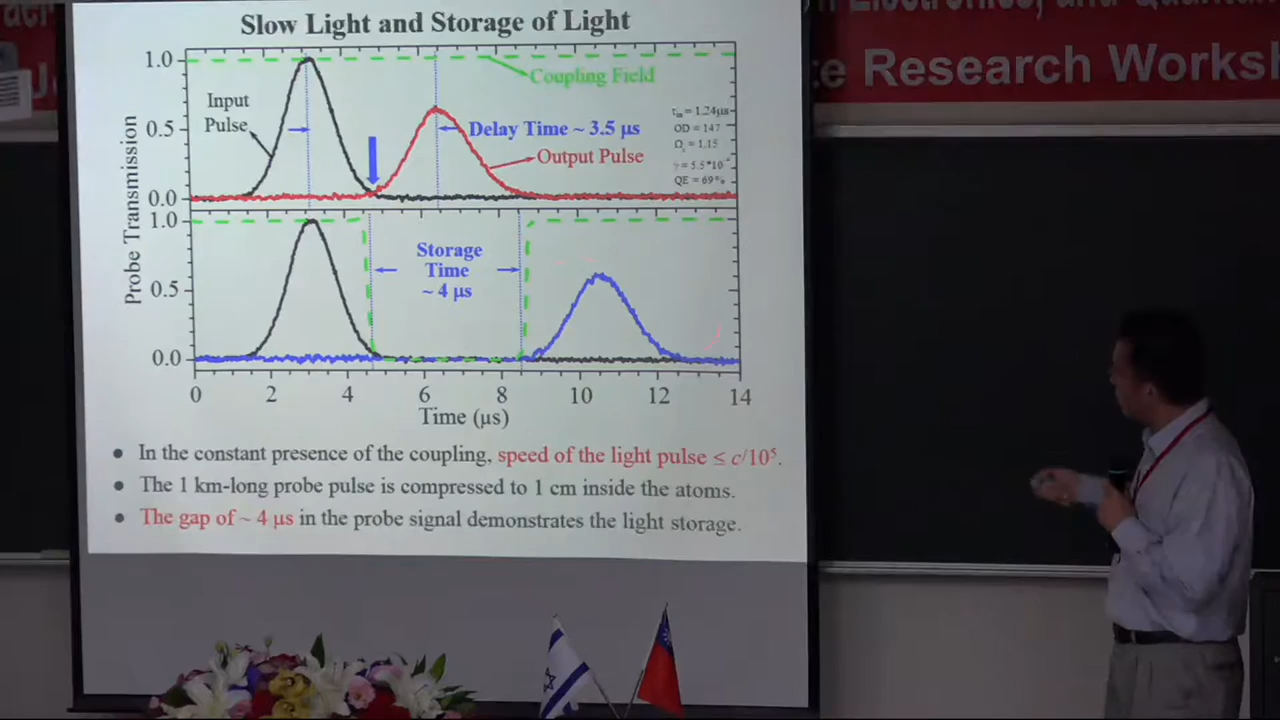 Electronics, and Quantum
te Research Works
Slow Light and Storage of Light
1.0
0.5
0.0
Input
Pulse
Coupling Field
Delay Time ~ 3.5 μs
Output Pulse
OD = 147
QE = 69%
Probe Transmission
1.0
0.5
0.0
Storage
Time
~ 4 μs
0 2 4 6 8 10 12 14
Time (μs)
• In the constant presence of the coupling, speed of the light pulse ≤ c/10⁵.
• The 1 km-long probe pulse is compressed to 1 cm inside the atoms.
• The gap of ~ 4 μs in the probe signal demonstrates the light storage.